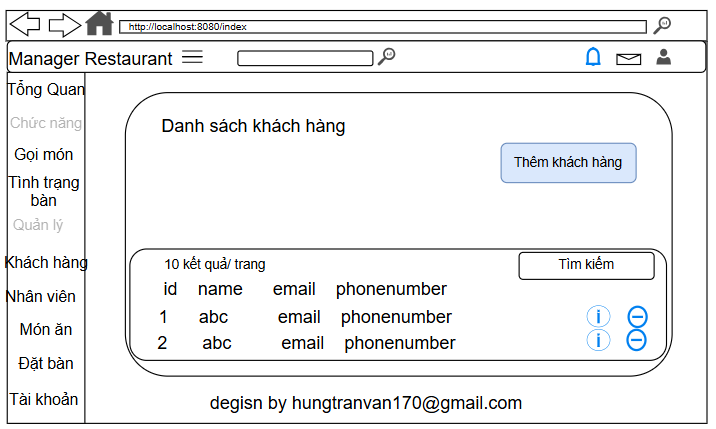 http://localhost:8080/index
Manager Restaurant
Tổng Quan
Chức năng
Gọi món
Tình trạng
bàn
Quản lý
Khách hàng
Nhân viên
Món ăn
Đặt bàn
Tài khoản
Danh sách khách hàng
Thêm khách hàng
10 kết quả/ trang
Tìm kiếm
id name email phonenumber
1 abc email phonenumber
2 abc email phonenumber
degisn by hungtranvan170@gmail.com